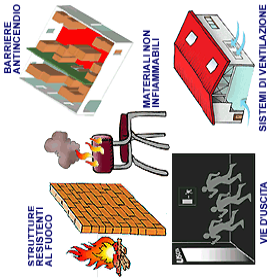 BARRIERE
ANTINCENDIO
MATERIALI NON
INFIAMMABILI
SISTEMI DI VENTILAZIONE
STRUTTURE
RESISTENTI
AL FUOCO
VIE D'USCITA